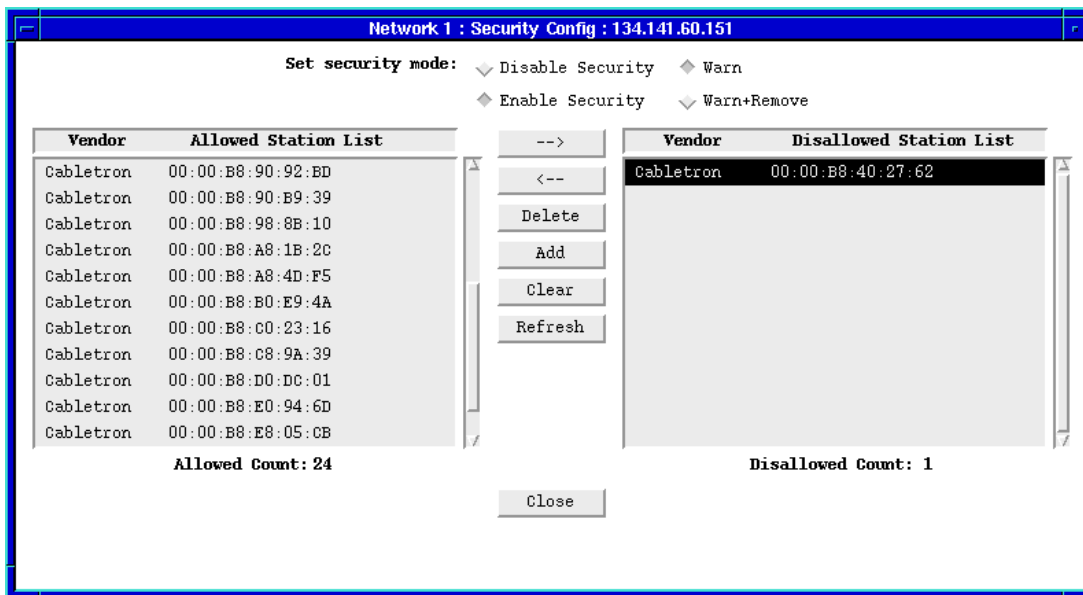 Network 1 : Security Config : 134.141.60.151
Set security mode: Disable Security Warn
Enable Security Warn+Remove
Vendor Allowed Station List
Cabletron 00:00:B8:90:92:BD
Cabletron 00:00:B8:90:B9:39
Cabletron 00:00:B8:98:8B:10
Cabletron 00:00:B8:A8:1B:2C
Cabletron 00:00:B8:A8:4D:F5
Cabletron 00:00:B8:B0:E9:4A
Cabletron 00:00:B8:C0:23:16
Cabletron 00:00:B8:C8:9A:39
Cabletron 00:00:B8:D0:DC:01
Cabletron 00:00:B8:E0:94:6D
Cabletron 00:00:B8:E8:05:CB
Allowed Count: 24
-->
<--
Delete
Add
Clear
Refresh
Close
Vendor Disallowed Station List
Cabletron 00:00:B8:40:27:62
Disallowed Count: 1